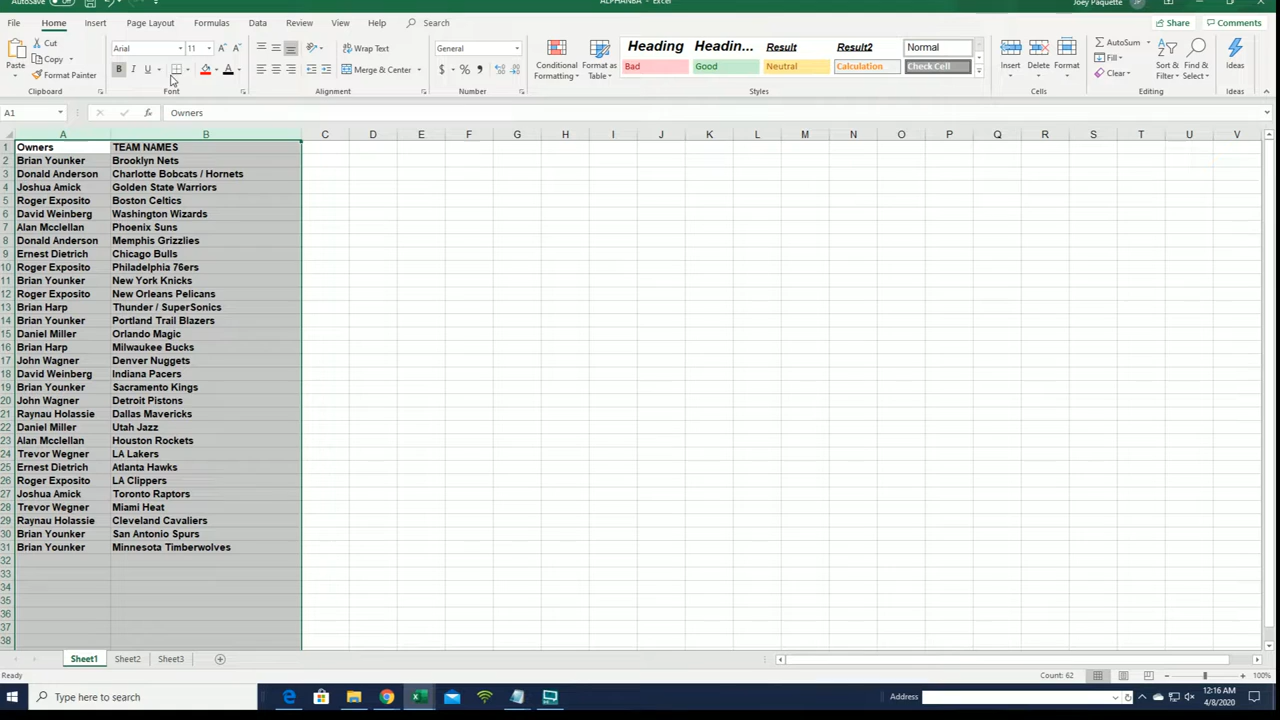 AutoSave Off ALPHANBA - Excel Joey Paquette JP
File Home Insert Page Layout Formulas Data Review View Help Search Share Comments
Paste Cut Copy Format Painter Clipboard
Arial 11 B I U Font
Wrap Text Merge & Center Alignment
General $ % Number
Conditional Formatting Format as Table
Heading Headin... Result Result2 Normal
Bad Good Neutral Calculation Check Cell
Styles
Insert Delete Format Cells
AutoSum Fill Clear Sort & Filter Find & Select Editing
Ideas Ideas
A1 fx Owners
A B C D E F G H I J K L M N O P Q R S T U V
1 Owners TEAM NAMES
2 Brian Younker Brooklyn Nets
3 Donald Anderson Charlotte Bobcats / Hornets
4 Joshua Amick Golden State Warriors
5 Roger Exposito Boston Celtics
6 David Weinberg Washington Wizards
7 Alan Mcclellan Phoenix Suns
8 Donald Anderson Memphis Grizzlies
9 Ernest Dietrich Chicago Bulls
10 Roger Exposito Philadelphia 76ers
11 Brian Younker New York Knicks
12 Roger Exposito New Orleans Pelicans
13 Brian Harp Thunder / SuperSonics
14 Brian Younker Portland Trail Blazers
15 Daniel Miller Orlando Magic
16 Brian Harp Milwaukee Bucks
17 John Wagner Denver Nuggets
18 David Weinberg Indiana Pacers
19 Brian Younker Sacramento Kings
20 John Wagner Detroit Pistons
21 Raynau Holassie Dallas Mavericks
22 Daniel Miller Utah Jazz
23 Alan Mcclellan Houston Rockets
24 Trevor Wegner LA Lakers
25 Ernest Dietrich Atlanta Hawks
26 Roger Exposito LA Clippers
27 Joshua Amick Toronto Raptors
28 Trevor Wegner Miami Heat
29 Raynau Holassie Cleveland Cavaliers
30 Brian Younker San Antonio Spurs
31 Brian Younker Minnesota Timberwolves
32
33
34
35
36
37
38
Sheet1 Sheet2 Sheet3
Ready Count: 62 100%
Type here to search Address 12:16 AM
4/8/2020